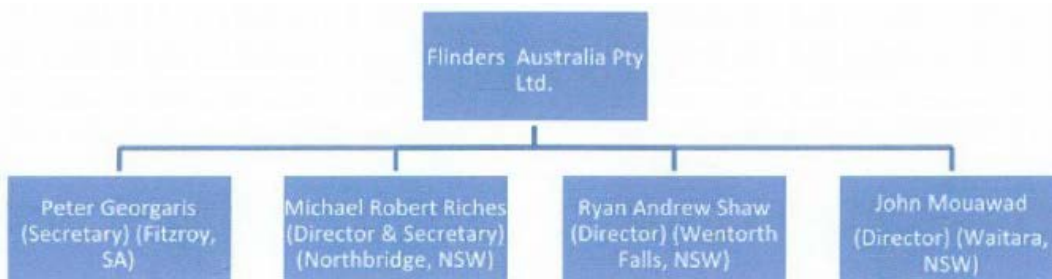 Flinders Australia Pty
Ltd.
Peter Georgaris
(Secretary) (Fitzroy,
SA)
Michael Robert Riches
(Director & Secretary)
(Northbridge, NSW)
Ryan Andrew Shaw
(Director) (Wentorth
Falls, NSW)
John Mouawad
(Director) (Waitara,
NSW)